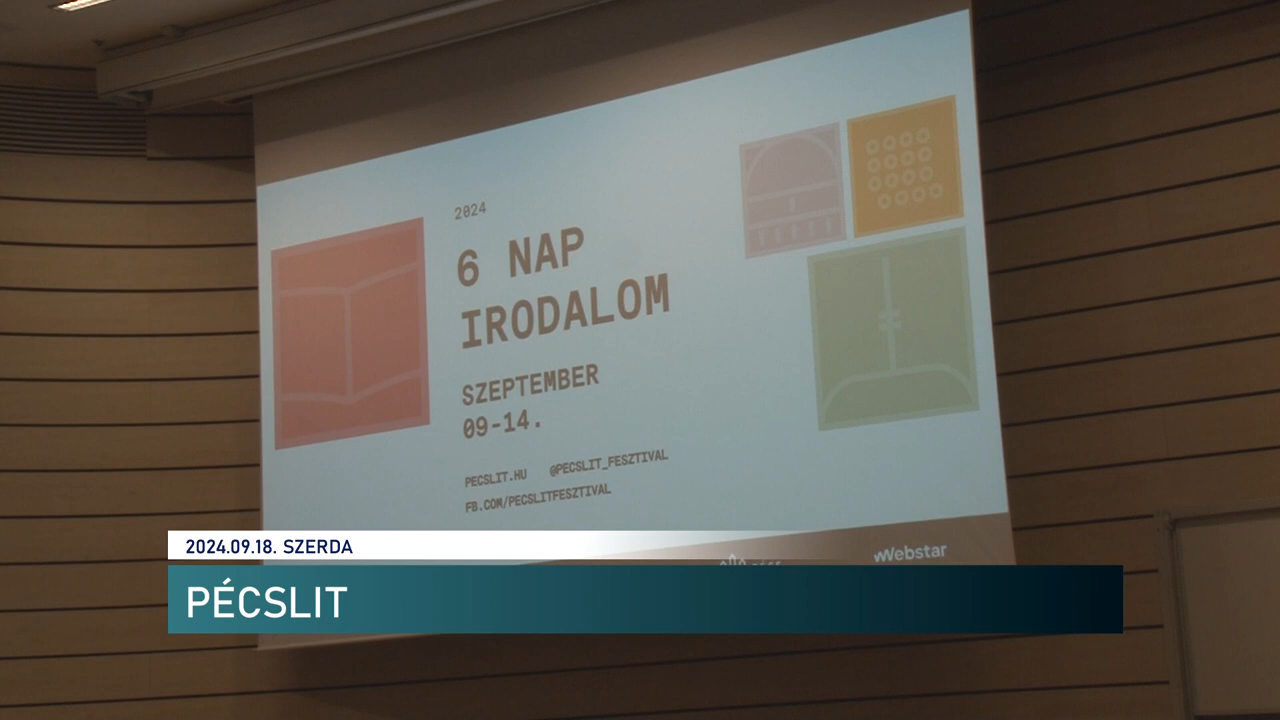 2024
6 NAP
IRODALOM
SZEPTEMBER
09-14.
PECSLIT.HU @PECSLIT_FESZTIVAL
FB.COM/PECSLITFESZTIVAL
Webstar
2024.09.18. SZERDA
PÉCSLIT